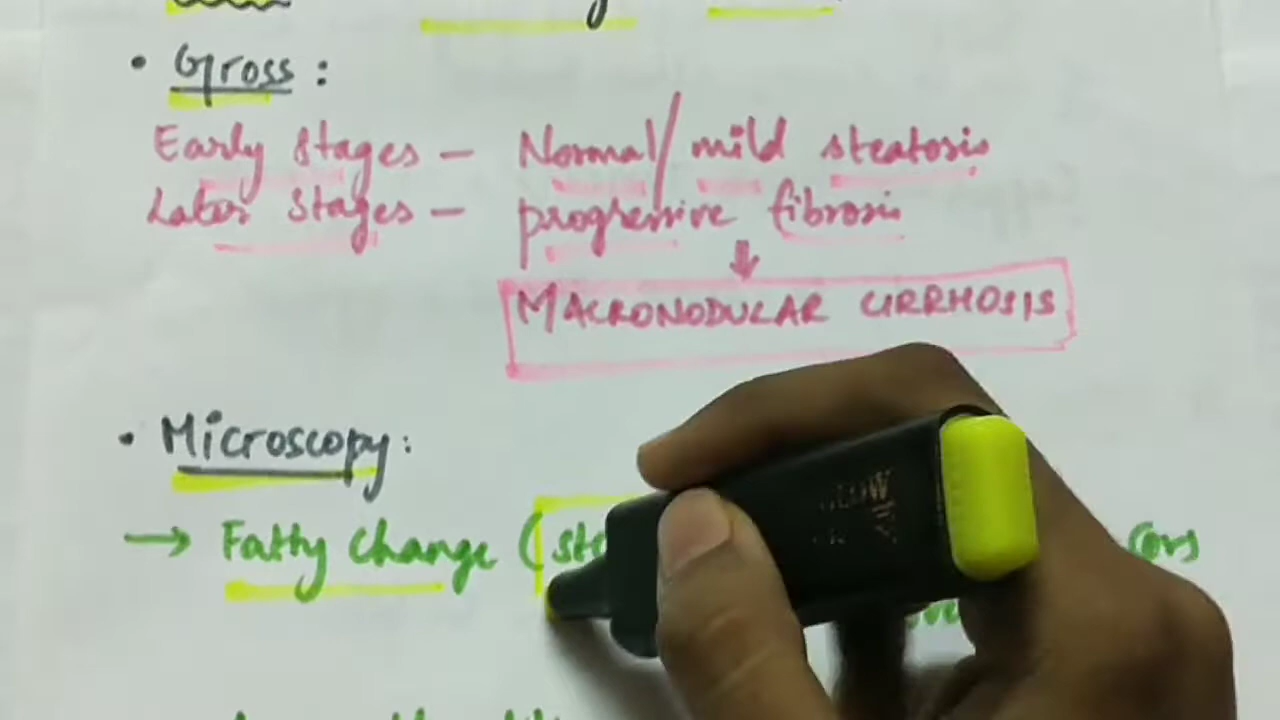 • Gross :
Early stages — Normal/ mild steatosis
Later stages — progressive fibrosis
↓
MACRONODULAR CIRRHOSIS
• Microscopy:
→ Fatty change (